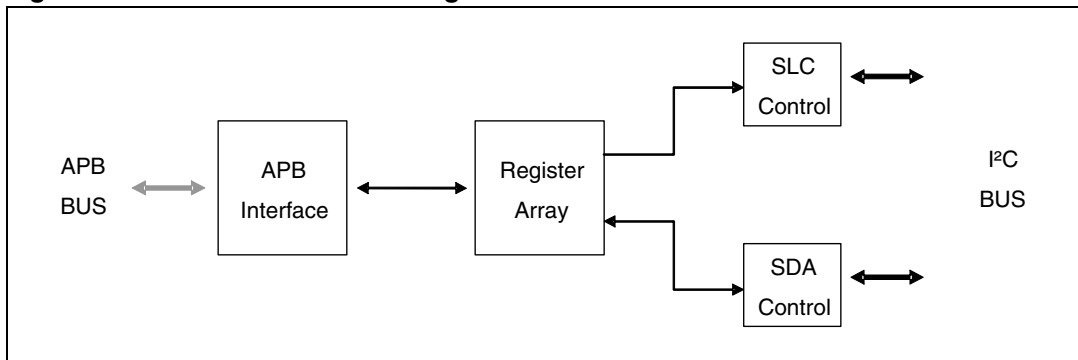 APB
BUS
APB
Interface
Register
Array
SLC
Control
SDA
Control
I²C
BUS